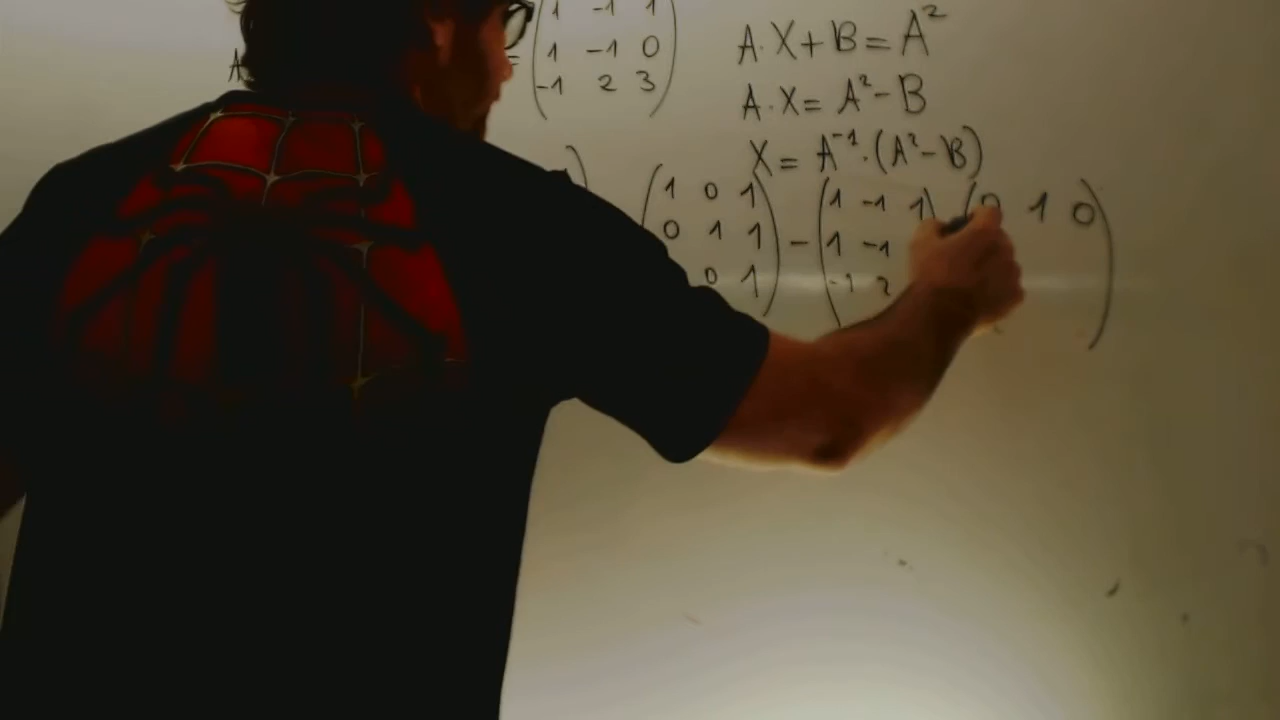 1 -1 1
A = 1 -1 0
-1 2 3
A·X+B=A²
A·X=A²-B
X=A⁻¹·(A²-B)
(1 0 1) - (1 -1 1) (0 1 0)
0 1 1 1 -1
0 1 -1 2